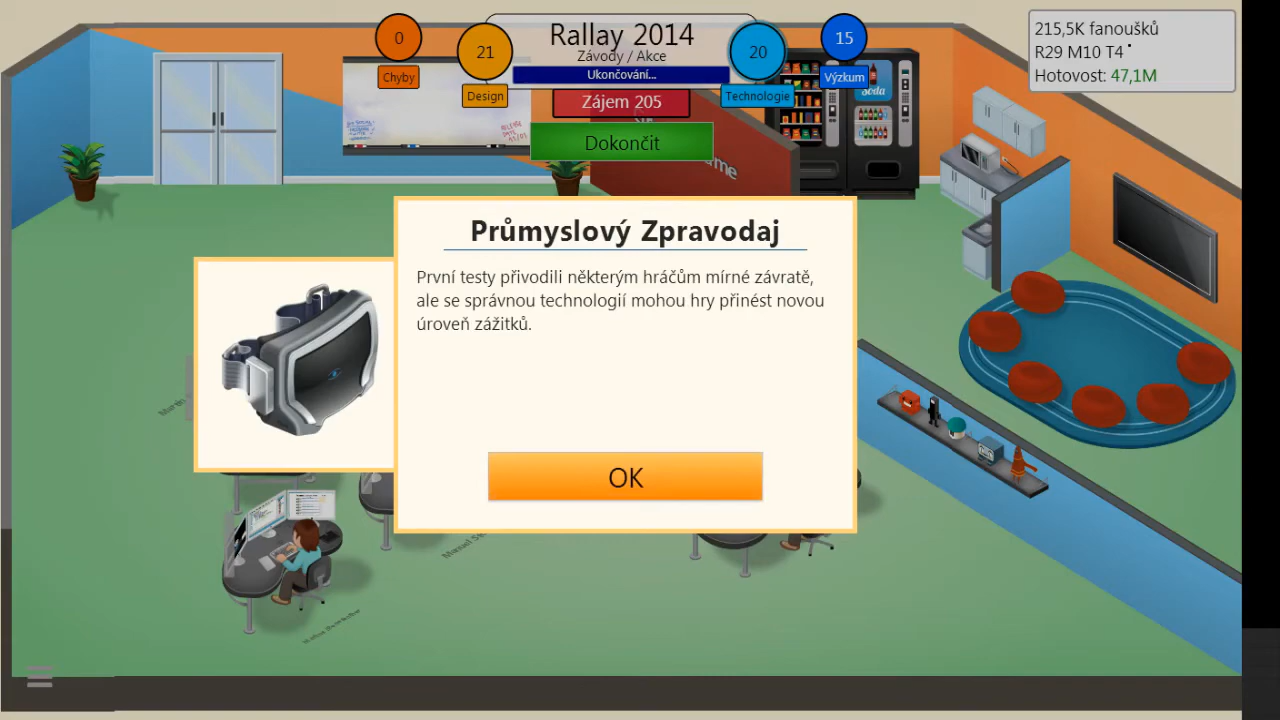 0
21
Rallay 2014
Závody / Akce
Ukončování...
20
15
Chyby
Design
Technologie
Výzkum
Zájem 205
Dokončit
215,5K fanoušků
R29 M10 T4
Hotovost: 47,1M
Soda
Průmyslový Zpravodaj
První testy přivodili některým hráčům mírné závratě,
ale se správnou technologií mohou hry přinést novou
úroveň zážitků.
OK